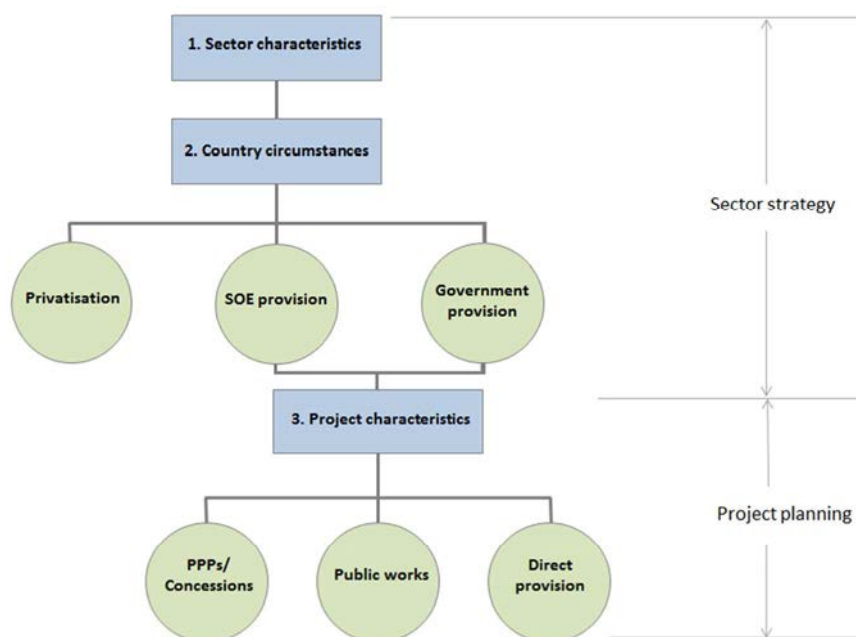 1. Sector characteristics
2. Country circumstances
Sector strategy
Privatisation
SOE provision
Government
provision
3. Project characteristics
Project planning
PPPs/
Concessions
Public works
Direct
provision